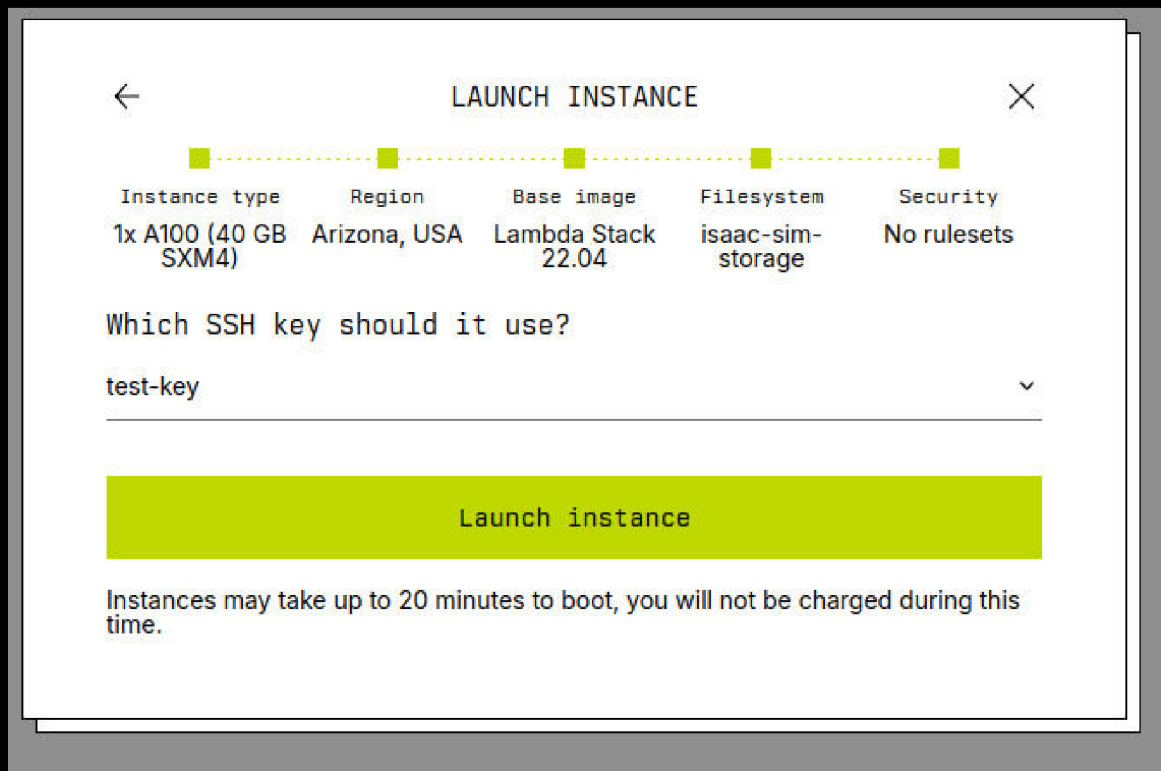 LAUNCH INSTANCE
Instance type
Region
Base image
Filesystem
Security
1x A100 (40 GB
SXM4)
Arizona, USA
Lambda Stack
22.04
isaac-sim-
storage
No rulesets
Which SSH key should it use?
test-key
Launch instance
Instances may take up to 20 minutes to boot, you will not be charged during this
time.